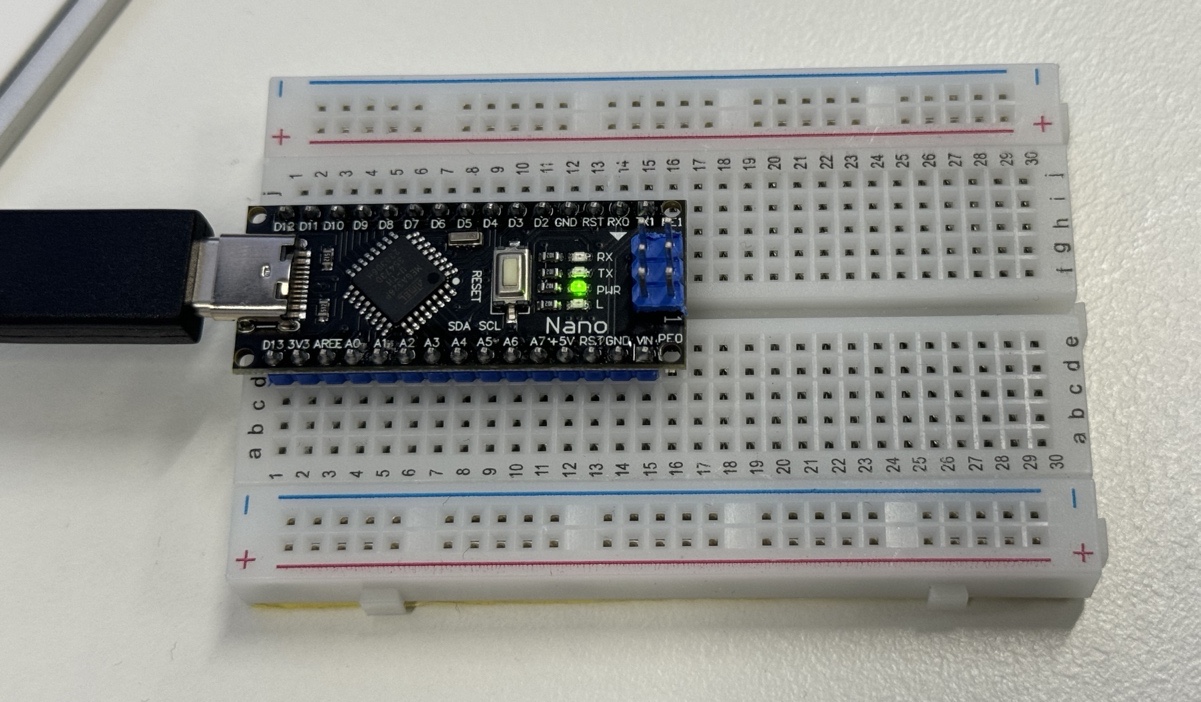 − −
+ +
1 2 3 4 5 6 7 8 9 10 11 12 13 14 15 16 17 18 19 20 21 22 23 24 25 26 27 28 29 30
j j
i
h
g
f
D12 D11 D10 D9 D8 D7 D6 D5 D4 D3 D2 GND RST RX0 TX1 PE1
RX
TX
RESET
PWR
L
1
SDA SCL
Nano
D13 3V3 AREF A0 A1 A2 A3 A4 A5 A6 A7 +5V RST GND VIN PE0
e
d d
c c
b b
a a
1 2 3 4 5 6 7 8 9 10 11 12 13 14 15 16 17 18 19 20 21 22 23 24 25 26 27 28 29 30
− −
+ +